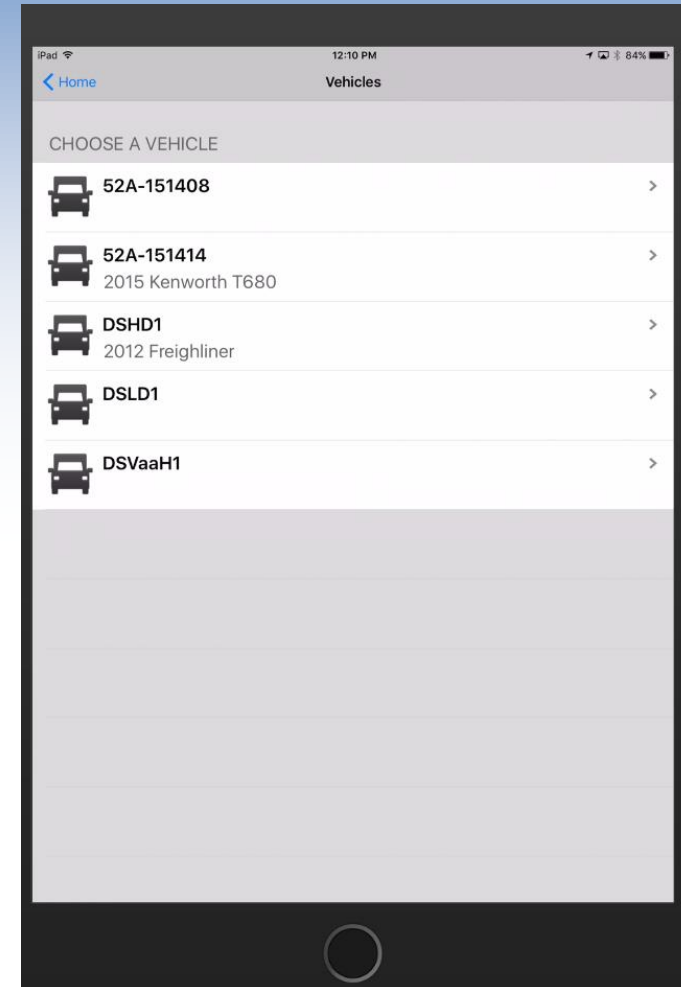 iPad 12:10 PM 84%
Home Vehicles
CHOOSE A VEHICLE
52A-151408
52A-151414
2015 Kenworth T680
DSHD1
2012 Freighliner
DSLD1
DSVaaH1